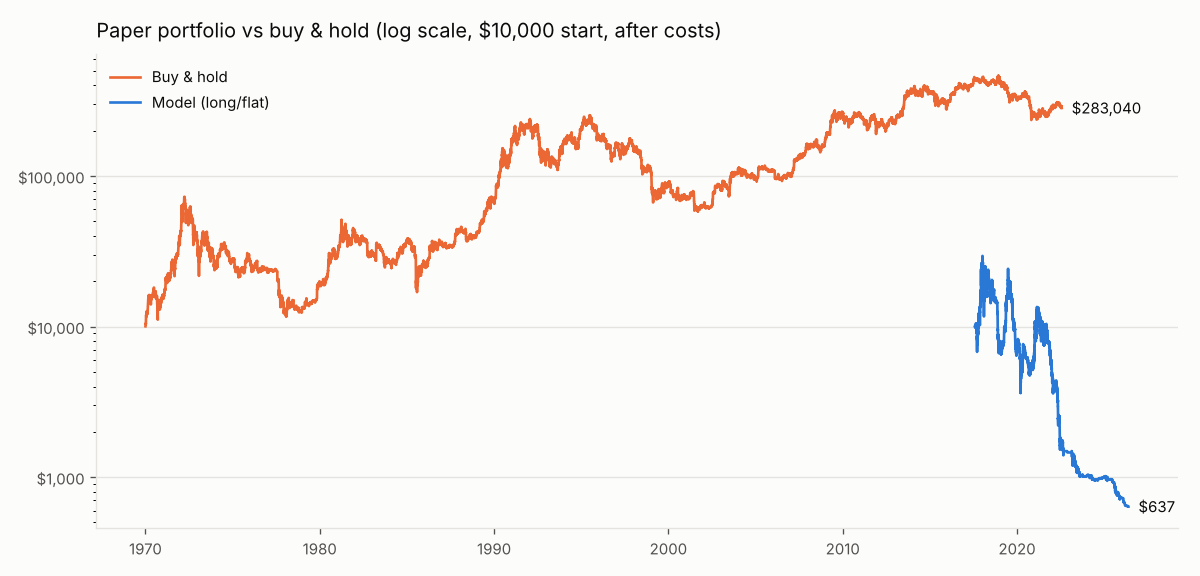 Paper portfolio vs buy & hold (log scale, $10,000 start, after costs)
Buy & hold
Model (long/flat)
$283,040
$100,000
$10,000
$1,000
$637
1970 1980 1990 2000 2010 2020